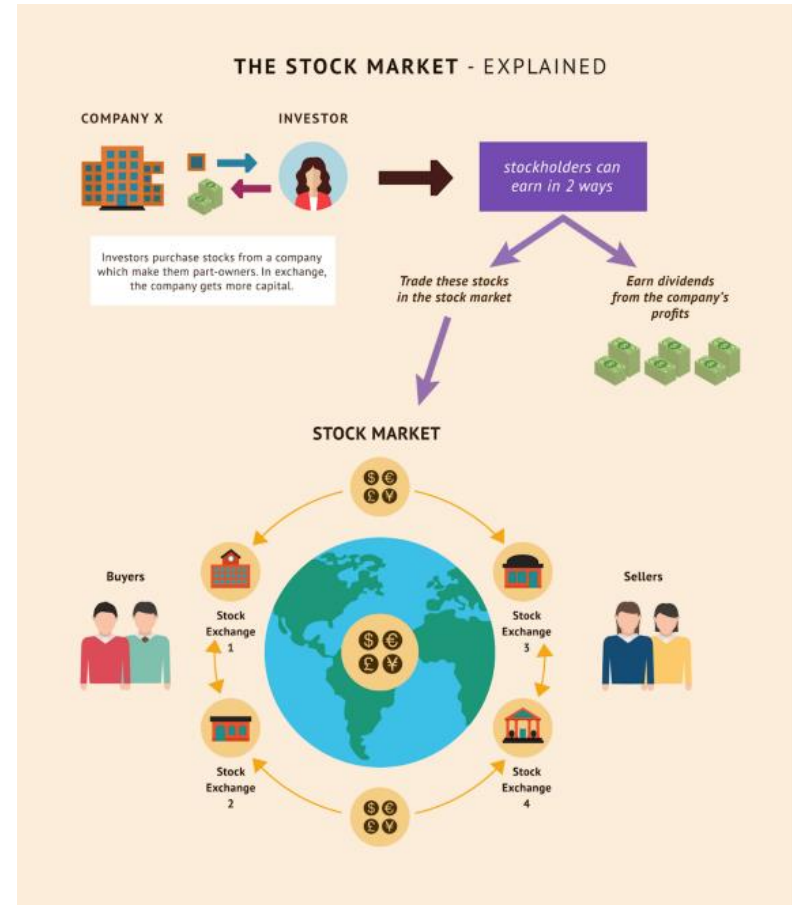 THE STOCK MARKET - EXPLAINED
COMPANY X
INVESTOR
stockholders can
earn in 2 ways
Investors purchase stocks from a company
which make them part-owners. In exchange,
the company gets more capital.
Trade these stocks
in the stock market
Earn dividends
from the company's
profits
STOCK MARKET
$ €
£ ¥
Buyers
Sellers
Stock
Exchange
1
Stock
Exchange
3
$ €
£ ¥
Stock
Exchange
2
Stock
Exchange
4
$ €
£ ¥